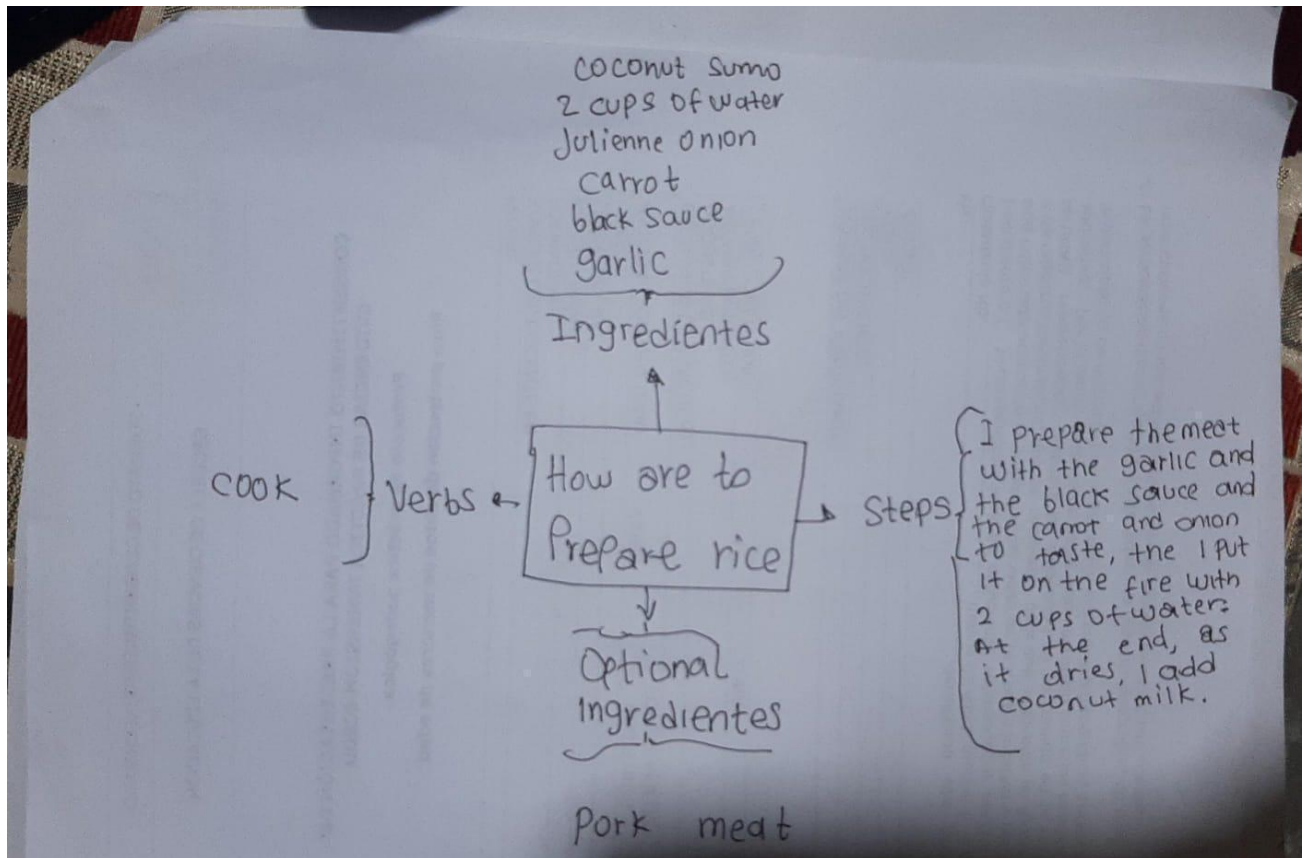 coconut sumo
2 cups of water
Julienne onion
carrot
black sauce
garlic
Ingredientes
How are to
Prepare rice
Verbs
cook
Steps
I prepare the meat
with the garlic and
the black sauce and
the carrot and onion
to taste, the I put
it on the fire with
2 cups of water.
At the end, as
it dries, I add
coconut milk.
Optional
Ingredientes
Pork meat